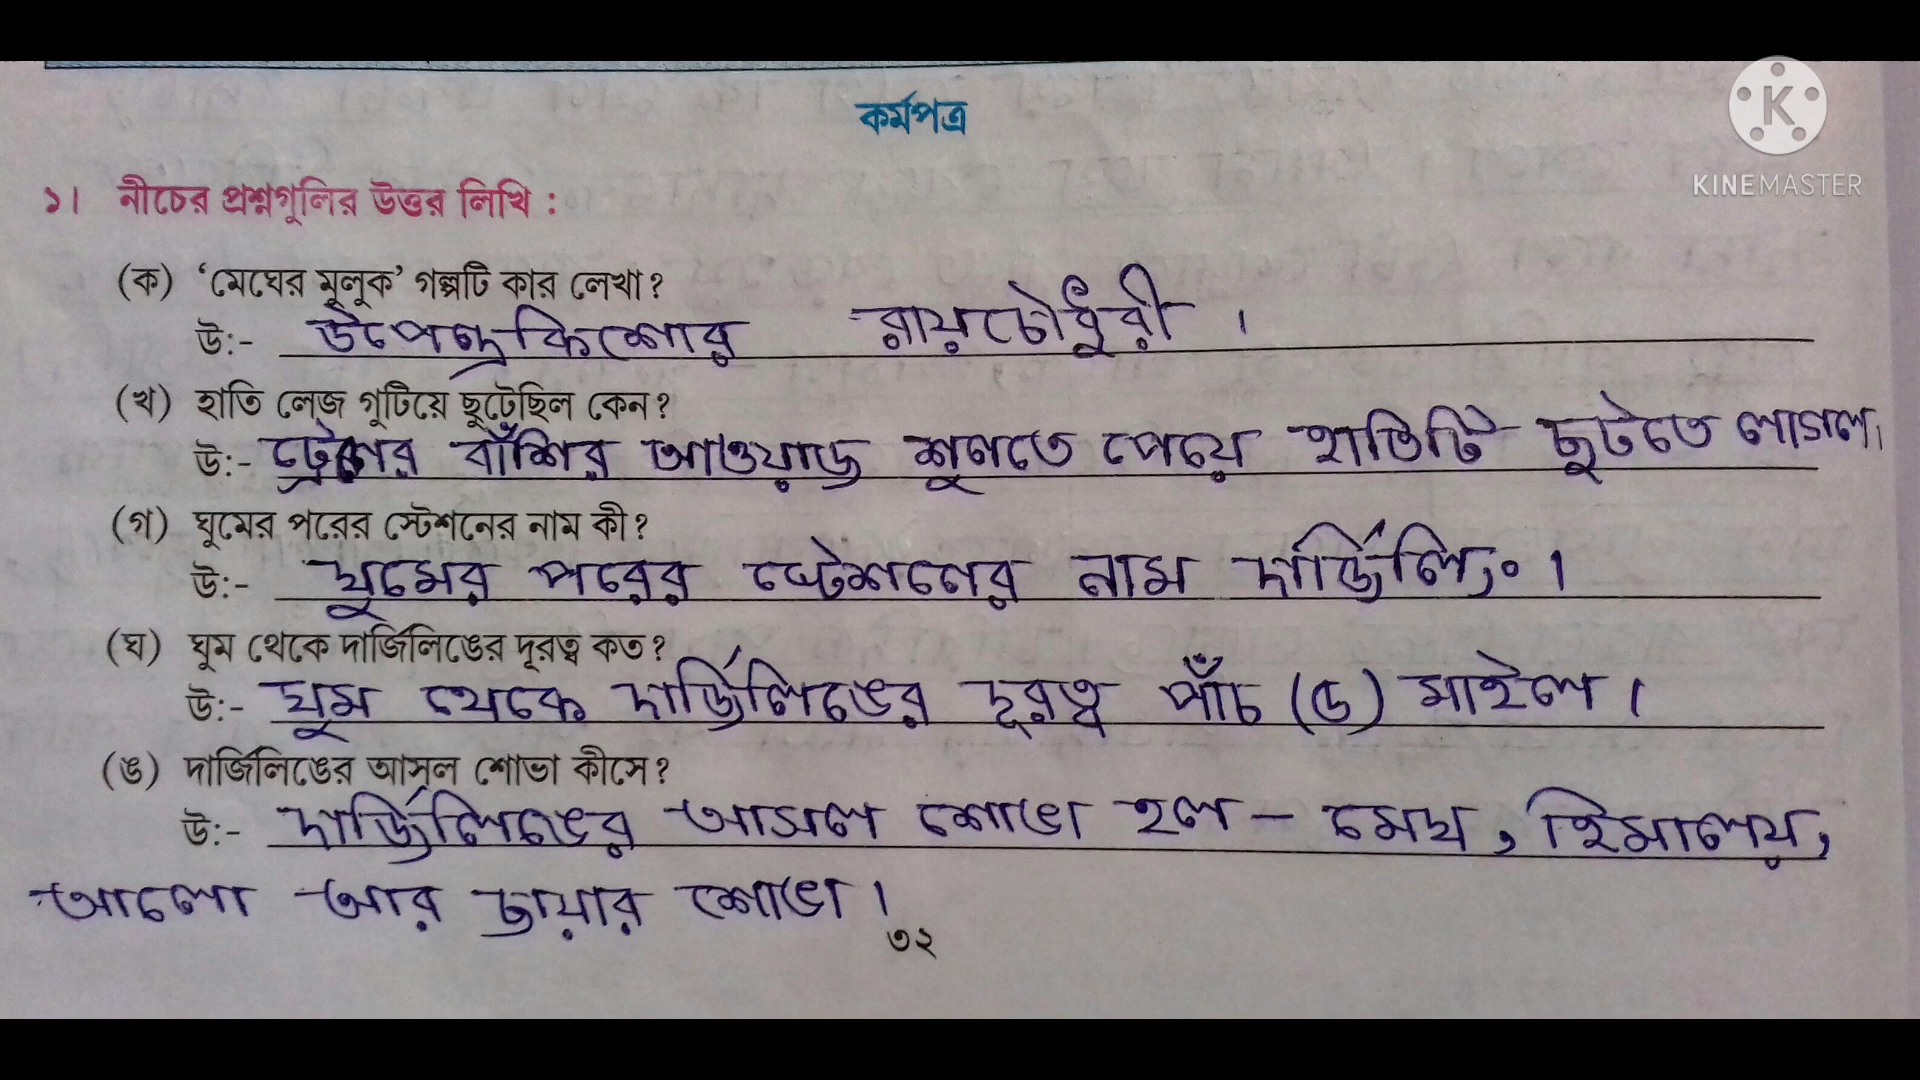 কর্মপত্র
KINEMASTER
১। নীচের প্রশ্নগুলির উত্তর লিখি :
(ক) ‘মেঘের মুলুক’ গল্পটি কার লেখা?
উ:- উপেন্দ্রকিশোর রায়চৌধুরী ।
(খ) হাতি লেজ গুটিয়ে ছুটেছিল কেন?
উ:- ট্রেনের বাঁশির আওয়াজ শুনতে পেয়ে হাতিটি ছুটতে লাগল।
(গ) ঘুমের পরের স্টেশনের নাম কী?
উ:- ঘুমের পরের ষ্টেশনের নাম দার্জিলিং ।
(ঘ) ঘুম থেকে দার্জিলিঙের দূরত্ব কত?
উ:- ঘুম থেকে দার্জিলিঙের দূরত্ব পাঁচ (৫) মাইল ।
(ঙ) দার্জিলিঙের আসল শোভা কীসে?
উ:- দার্জিলিঙের আসল শোভা হল – মেঘ, হিমালয়,
আলো আর ছায়ার শোভা ।
৩২